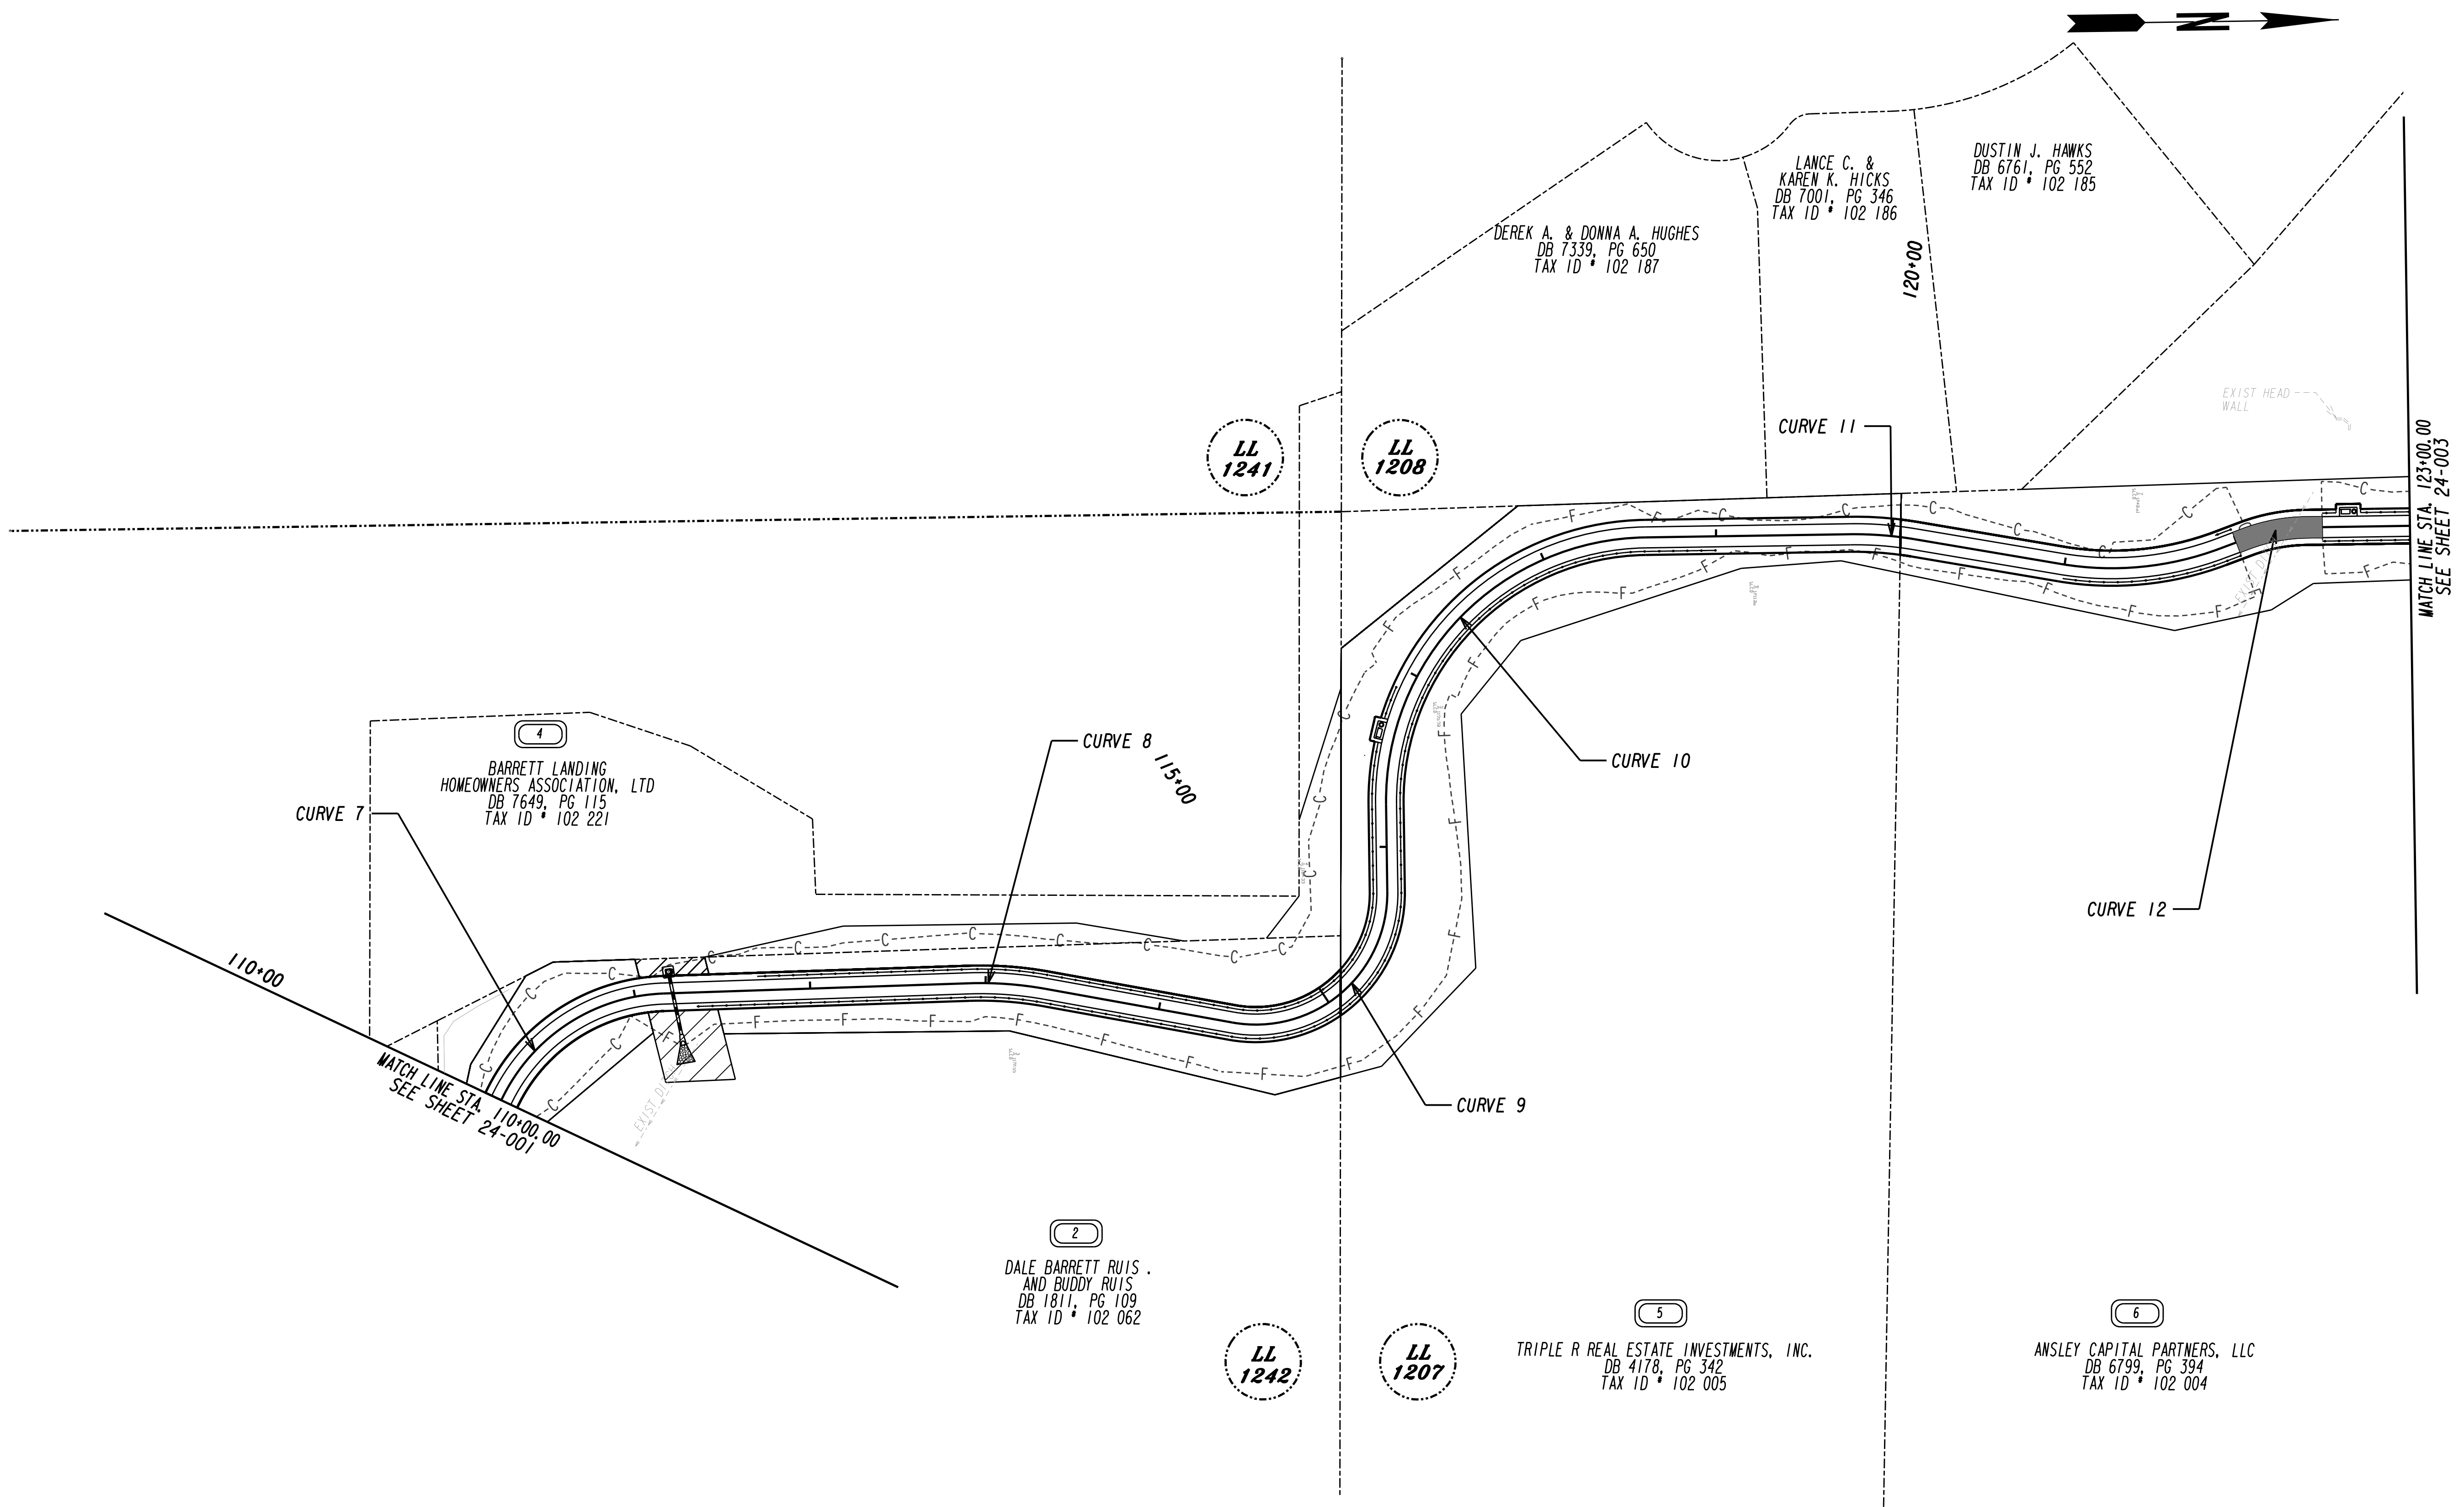 N
DUSTIN J. HAWKS
DB 6761, PG 552
TAX ID # 102 185
LANCE C. &
KAREN K. HICKS
DB 7001, PG 346
TAX ID # 102 186
DEREK A. & DONNA A. HUGHES
DB 7339, PG 650
TAX ID # 102 187
120+00
EXIST HEAD
WALL
CURVE 11
LL
1241
LL
1208
MATCH LINE STA. 123+00.00
SEE SHEET 24-003
4
BARRETT LANDING
HOMEOWNERS ASSOCIATION, LTD
DB 7649, PG 115
TAX ID # 102 221
CURVE 7
CURVE 8
115+00
CURVE 10
CURVE 12
110+00
MATCH LINE STA. 110+00.00
SEE SHEET 24-001
CURVE 9
2
DALE BARRETT RUIS .
AND BUDDY RUIS
DB 1811, PG 109
TAX ID # 102 062
LL
1242
LL
1207
5
TRIPLE R REAL ESTATE INVESTMENTS, INC.
DB 4178, PG 342
TAX ID # 102 005
6
ANSLEY CAPITAL PARTNERS, LLC
DB 6799, PG 394
TAX ID # 102 004